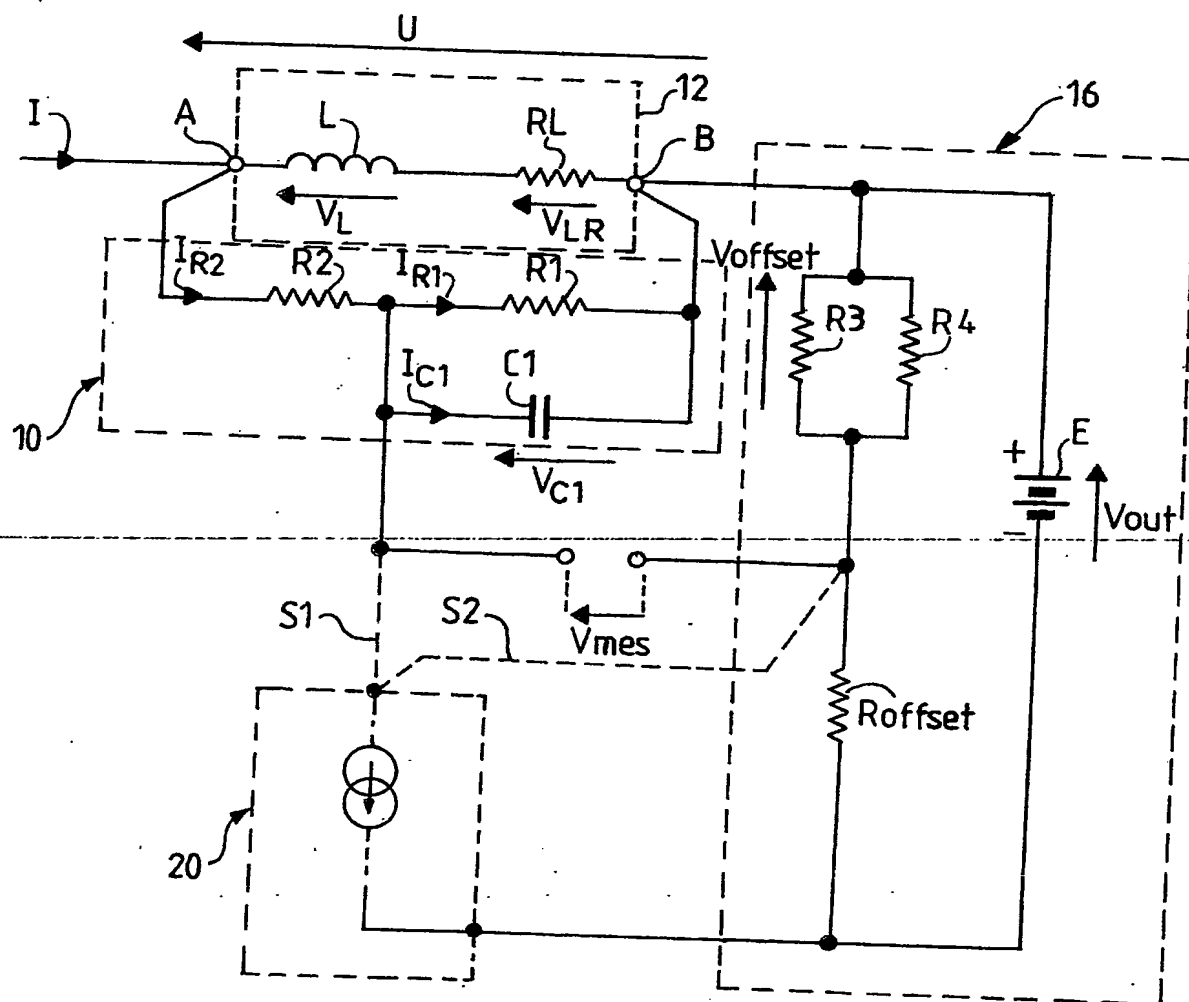 U
12
16
I
A
L
RL
B
VL
VLR
Voffset
IR2
R2
IR1
R1
R3
R4
IC1
C1
10
VC1
+
E
−
Vout
S1
S2
Vmes
Roffset
20